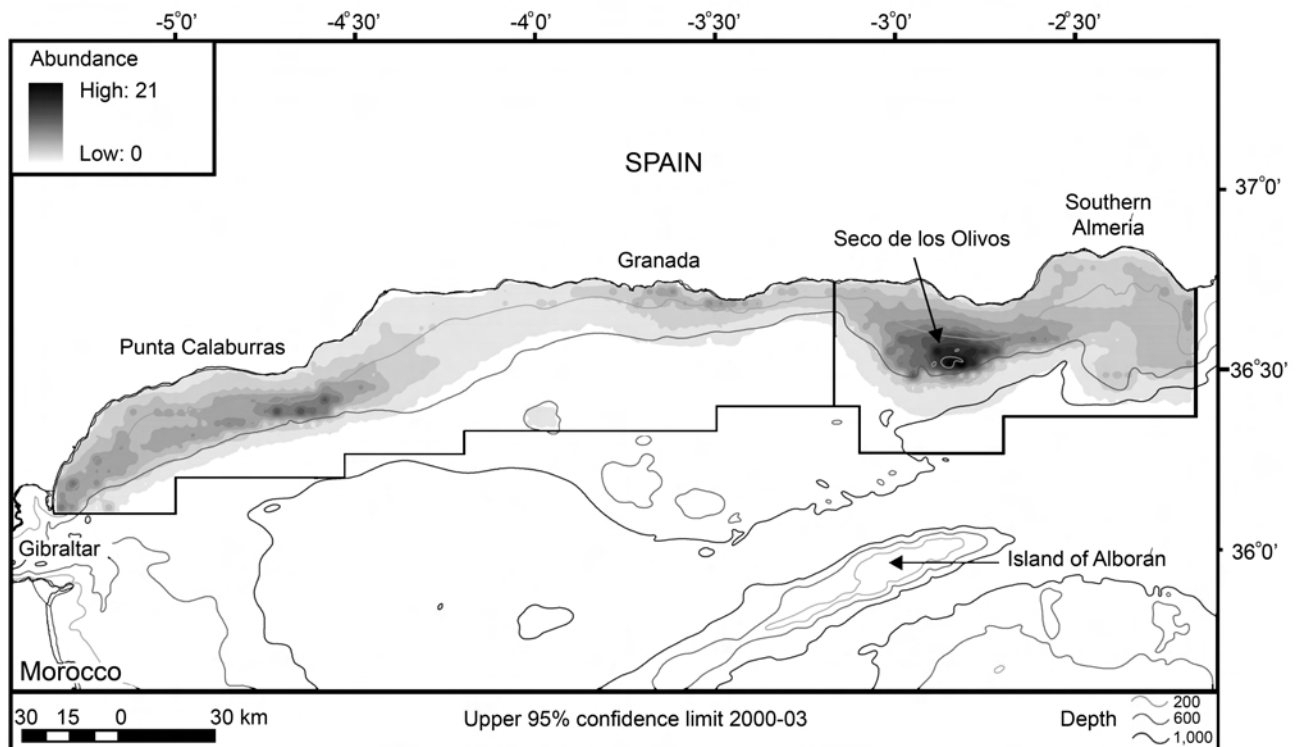 -5°0' -4°30' -4°0' -3°30' -3°0' -2°30'
Abundance
High: 21
Low: 0
SPAIN
37°0'
Southern
Almería
Seco de los Olivos
Granada
Punta Calaburras
36°30'
36°0'
Gibraltar
Island of Alborán
Morocco
30 15 0 30 km
Upper 95% confidence limit 2000-03
Depth
200
600
1,000